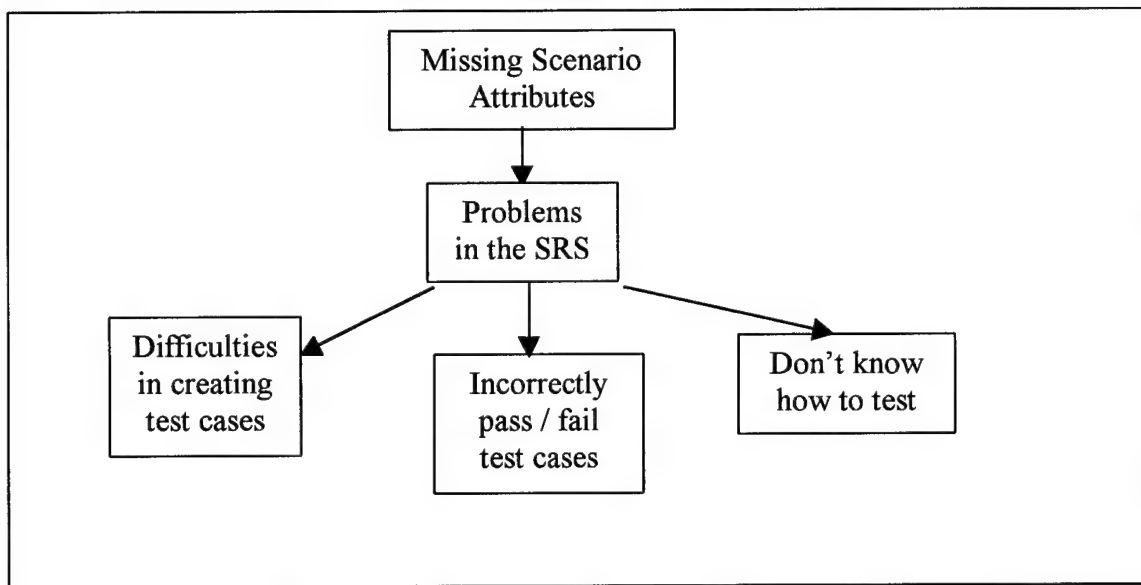 Missing Scenario
Attributes
Problems
in the SRS
Difficulties
in creating
test cases
Incorrectly
pass / fail
test cases
Don't know
how to test